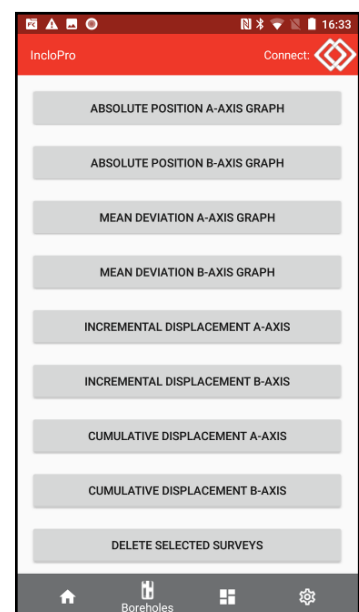 16:33
IncloPro Connect:
ABSOLUTE POSITION A-AXIS GRAPH
ABSOLUTE POSITION B-AXIS GRAPH
MEAN DEVIATION A-AXIS GRAPH
MEAN DEVIATION B-AXIS GRAPH
INCREMENTAL DISPLACEMENT A-AXIS
INCREMENTAL DISPLACEMENT B-AXIS
CUMULATIVE DISPLACEMENT A-AXIS
CUMULATIVE DISPLACEMENT B-AXIS
DELETE SELECTED SURVEYS
Boreholes